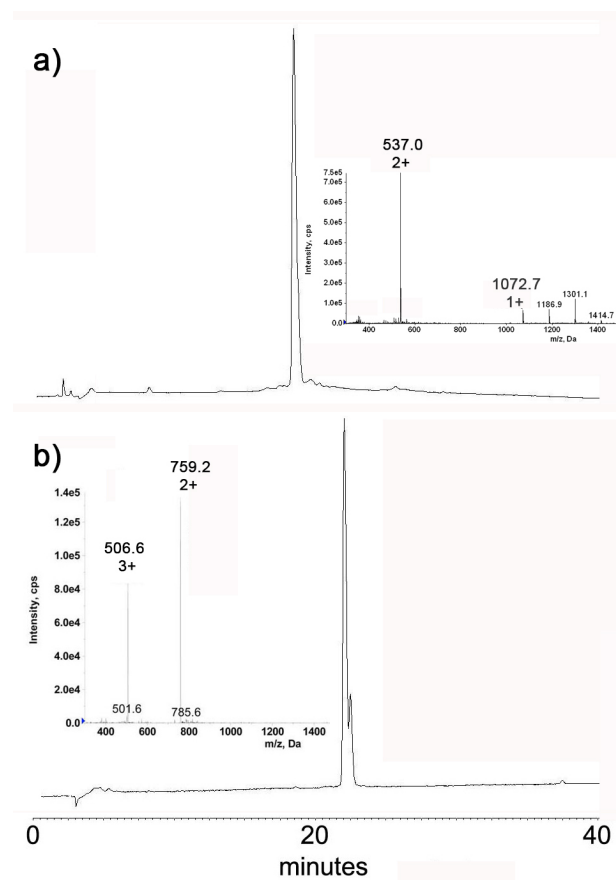 a)
537.0
2+
7.5e5
7.0e5
6.0e5
5.0e5
4.0e5
3.0e5
2.0e5
1.0e5
0.0
Intensity, cps
1072.7
1+
1186.9
1301.1
1414.7
400 600 800 1000 1200 1400
m/z, Da
b)
759.2
2+
506.6
3+
1.4e5
1.2e5
1.0e5
8.0e4
6.0e4
4.0e4
2.0e4
0.0
Intensity, cps
501.6
785.6
400 600 800 1000 1200 1400
m/z, Da
0 20 40
minutes